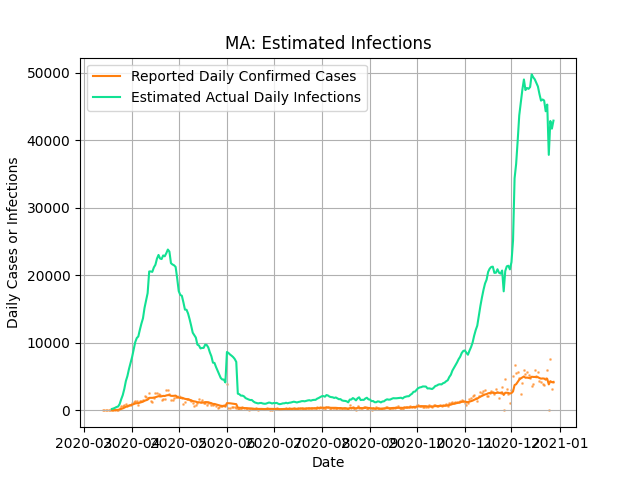 MA: Estimated Infections
Reported Daily Confirmed Cases
Estimated Actual Daily Infections
Daily Cases or Infections
50000
40000
30000
20000
10000
0
2020-03 2020-04 2020-05 2020-06 2020-07 2020-08 2020-09 2020-10 2020-11 2020-12 2021-01
Date